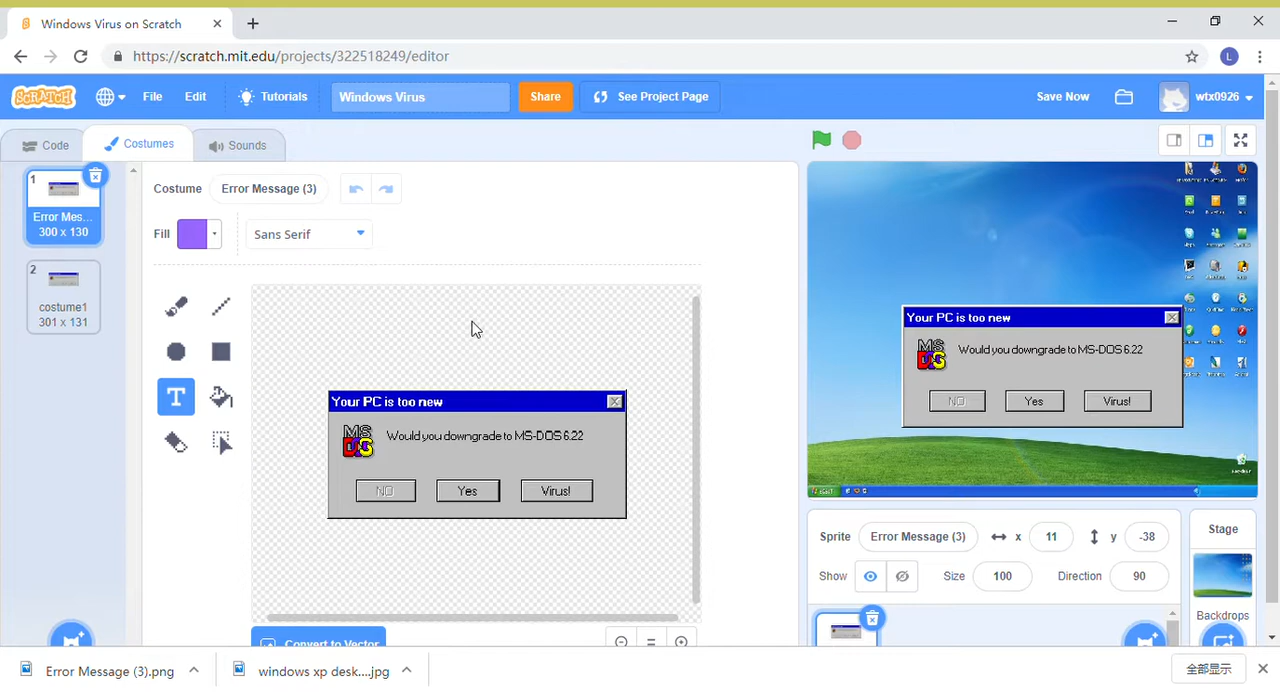 Windows Virus on Scratch
https://scratch.mit.edu/projects/322518249/editor
L
SCRATCH
File
Edit
Tutorials
Windows Virus
Share
See Project Page
Save Now
wtx0926
Code
Costumes
Sounds
1
Error Mes...
300 x 130
2
costume1
301 x 131
Costume
Error Message (3)
Fill
Sans Serif
T
Your PC is too new
MS
DOS
Would you downgrade to MS-DOS 6.22
NO
Yes
Virus!
Convert to Vector
Your PC is too new
MS
DOS
Would you downgrade to MS-DOS 6.22
NO
Yes
Virus!
Sprite
Error Message (3)
x
11
y
-38
Show
Size
100
Direction
90
Stage
Backdrops
Error Message (3).png
windows xp desk....jpg
全部显示